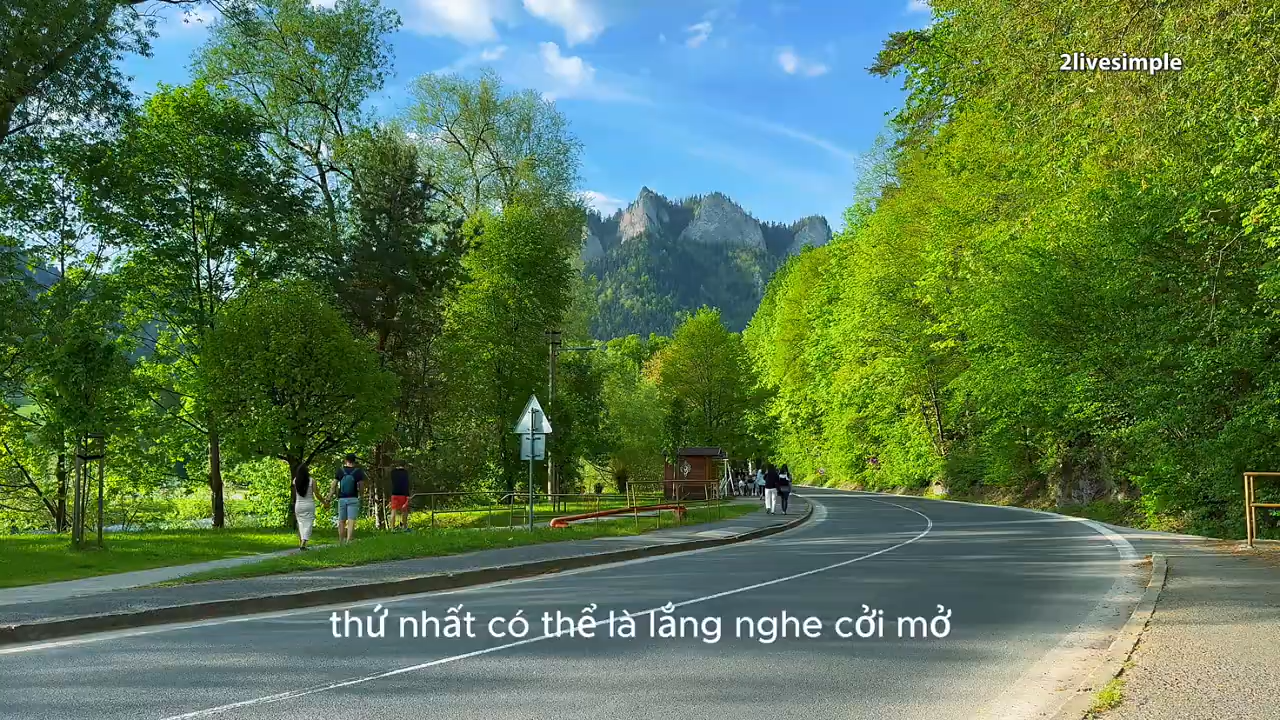 2livesimple
thứ nhất có thể là lắng nghe cởi mở